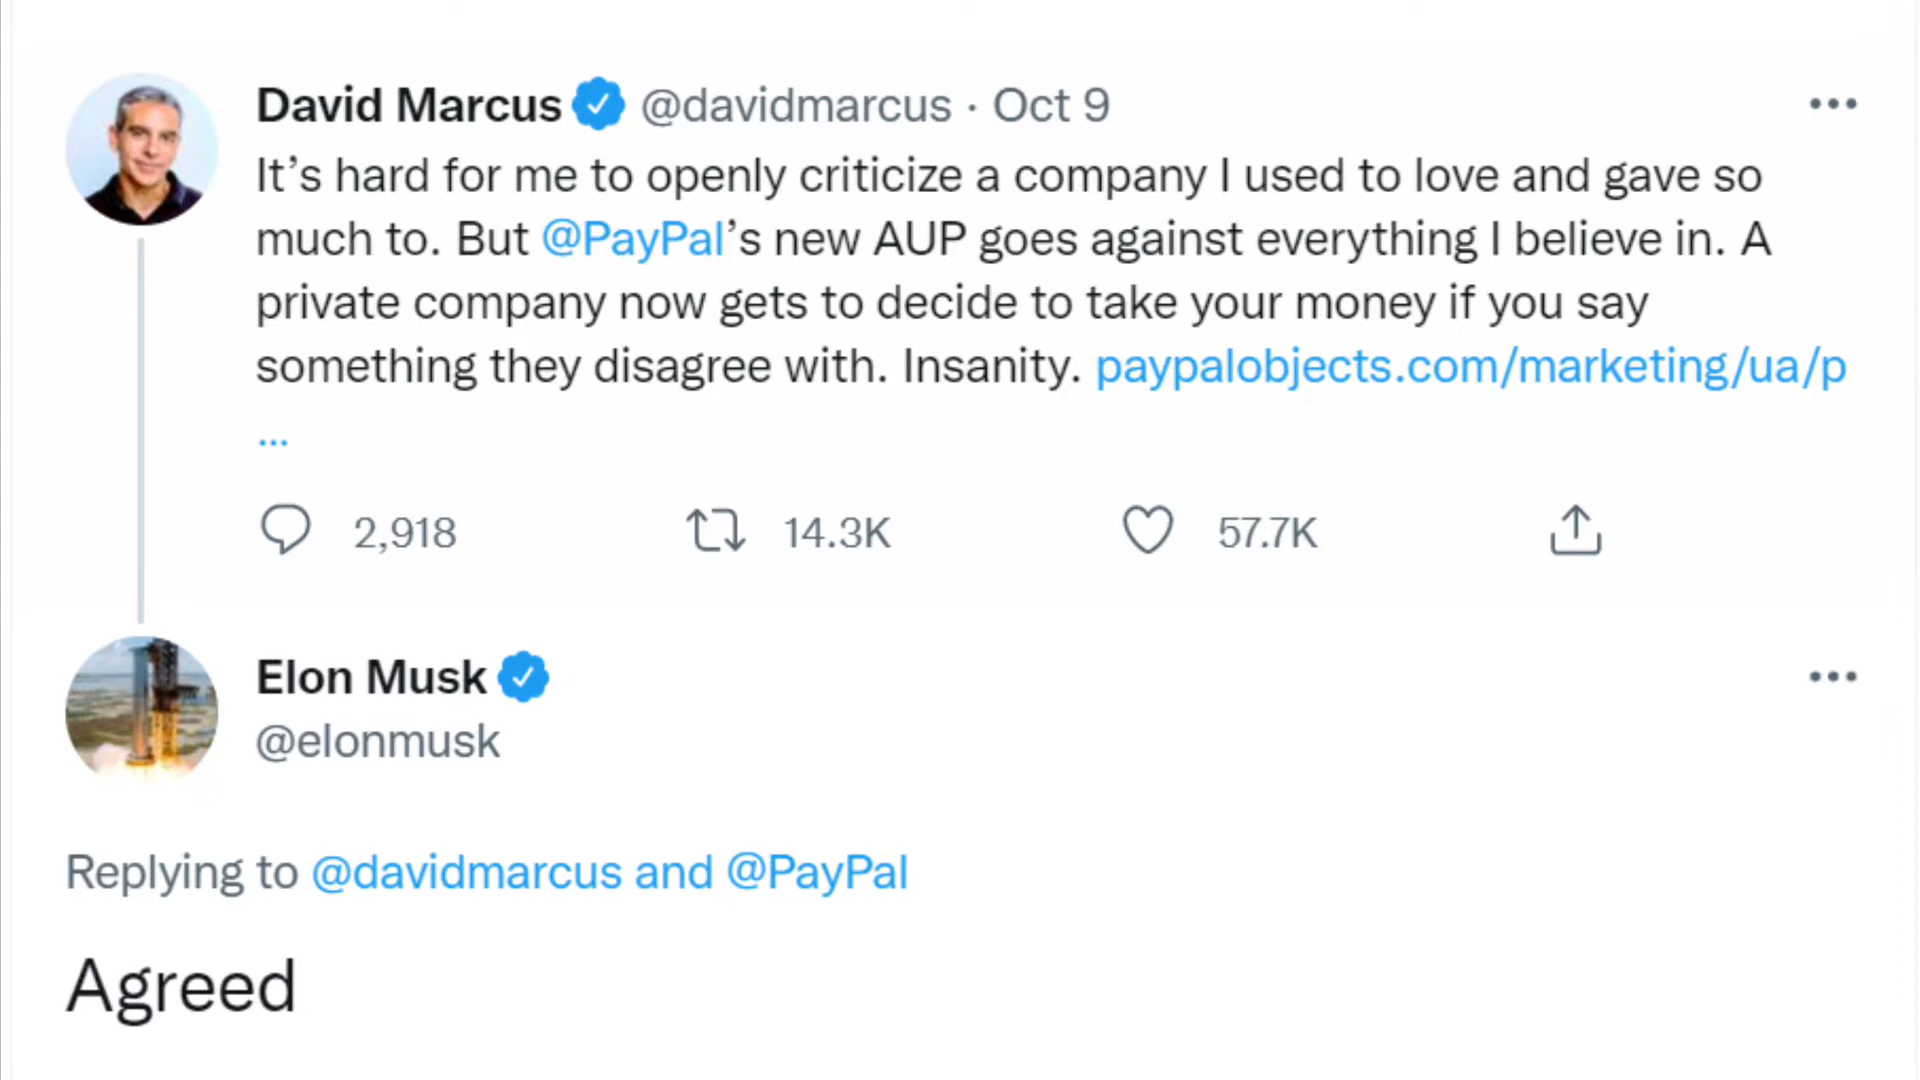 David Marcus @davidmarcus · Oct 9
It’s hard for me to openly criticize a company I used to love and gave so
much to. But @PayPal’s new AUP goes against everything I believe in. A
private company now gets to decide to take your money if you say
something they disagree with. Insanity. paypalobjects.com/marketing/ua/p
...
2,918 14.3K 57.7K
Elon Musk
@elonmusk
Replying to @davidmarcus and @PayPal
Agreed